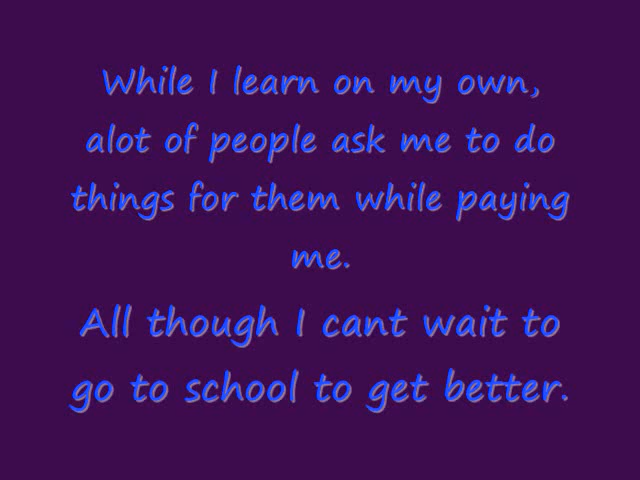 While I learn on my own,
alot of people ask me to do
things for them while paying
me.
All though I cant wait to
go to school to get better.